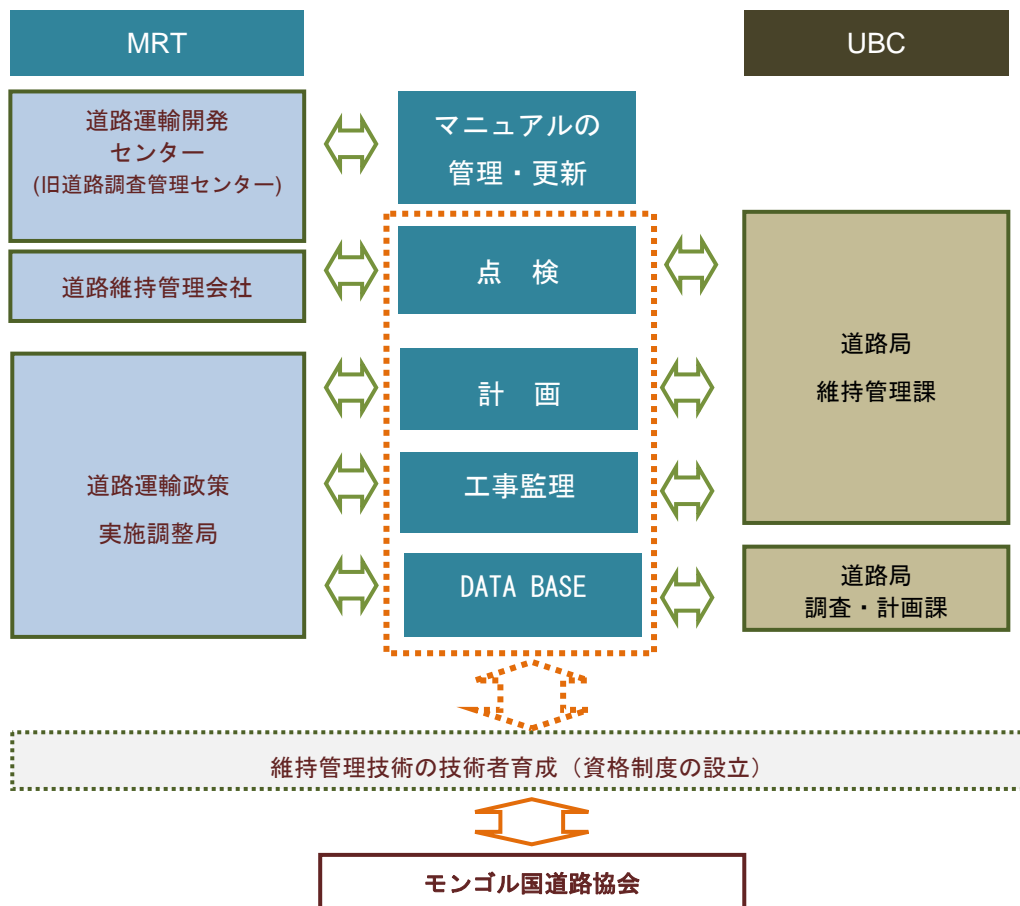 MRT
UBC
道路運輸開発
センター
(旧道路調査管理センター)
マニュアルの
管理・更新
道路維持管理会社
点　検
計　画
道路局
維持管理課
道路運輸政策
実施調整局
工事監理
DATA BASE
道路局
調査・計画課
維持管理技術の技術者育成（資格制度の設立）
モンゴル国道路協会